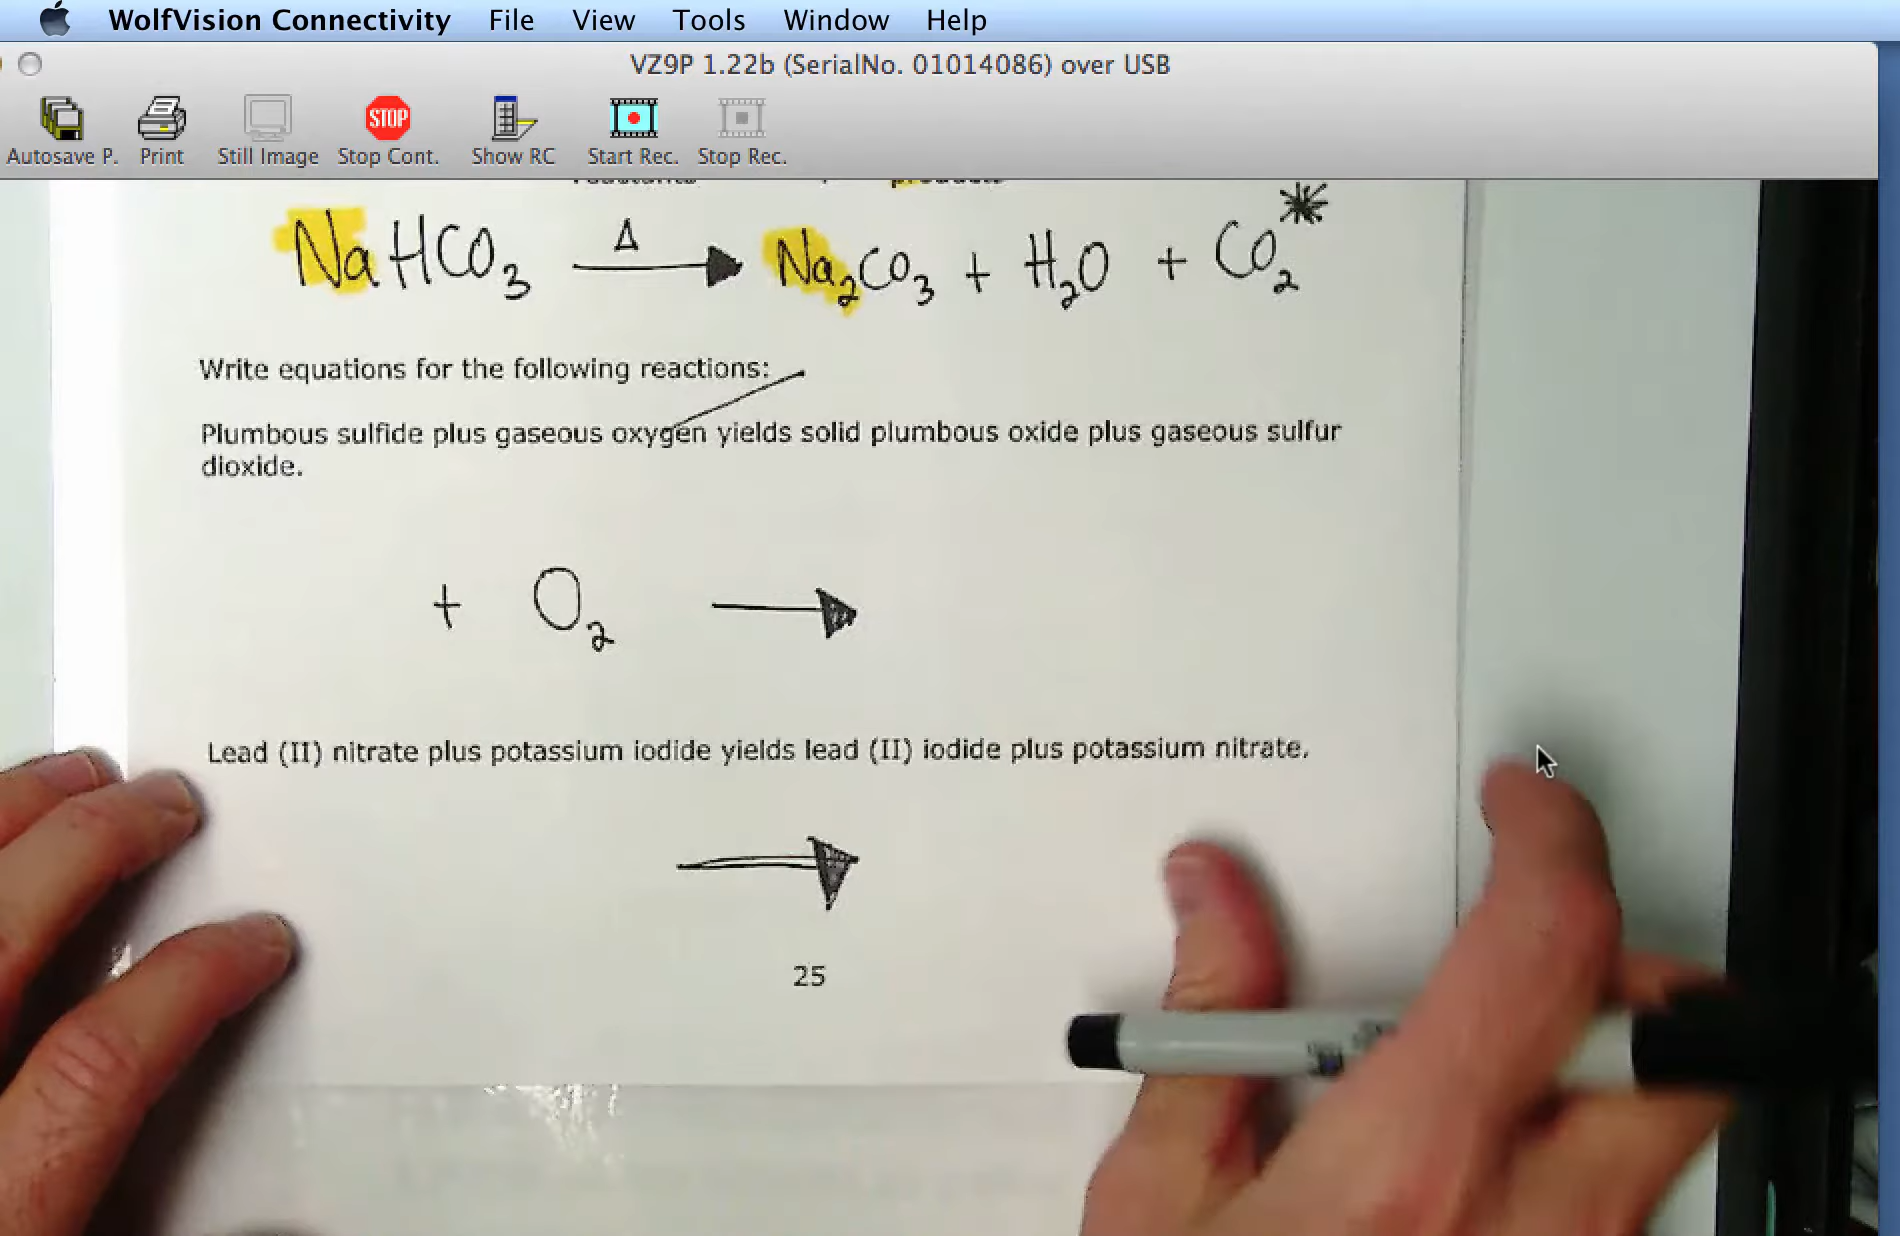 WolfVision Connectivity File View Tools Window Help
VZ9P 1.22b (SerialNo. 01014086) over USB
Autosave P. Print Still Image Stop Cont. Show RC Start Rec. Stop Rec.
STOP
NaHCO₃ Δ → Na₂CO₃ + H₂O + CO₂ *
Write equations for the following reactions:
Plumbous sulfide plus gaseous oxygen yields solid plumbous oxide plus gaseous sulfur
dioxide.
+ O₂ →
Lead (II) nitrate plus potassium iodide yields lead (II) iodide plus potassium nitrate.
→
25